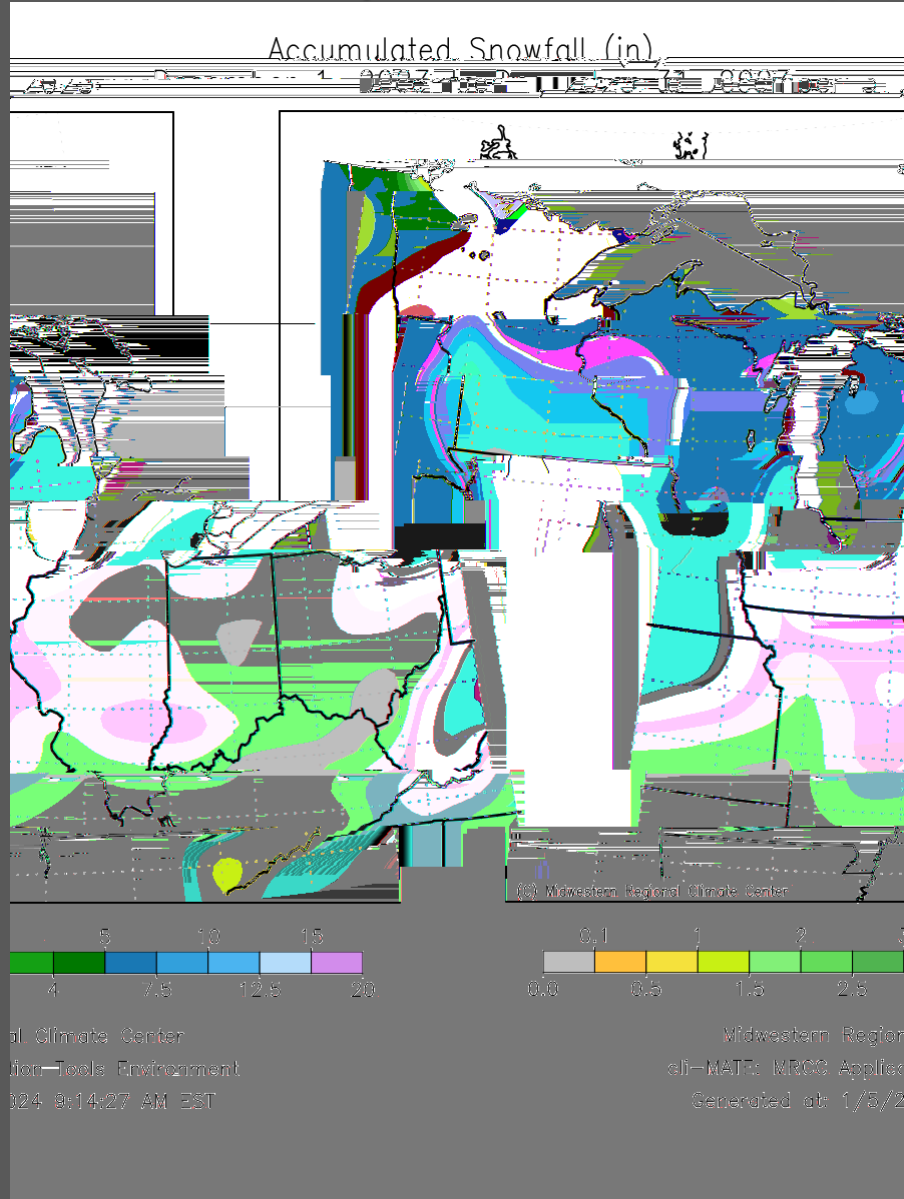 Accumulated Snowfall (in)
(C) Midwestern Regional Climate Center
5 10 15 0.1 1 2
4 7.5 12.5 20 0.0 0.5 1.5 2.5
al Climate Center Midwestern Region
tion-Tools Environment cli-MATE: MRCC Applica
024 9:14:27 AM EST Generated at: 1/5/2